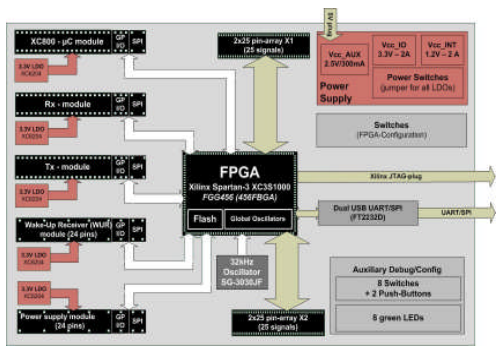 XC800 - µC module
GP
I/O
SPI
3.3V LDO
XC6204
Rx - module
GP
I/O
SPI
3.3V LDO
XC6204
Tx - module
GP
I/O
SPI
3.3V LDO
XC6204
Wake-Up Receiver (WUR)
module (24 pins)
GP
I/O
SPI
3.3V LDO
XC6204
3.3V LDO
XC6204
Power supply module
(24 pins)
GP
I/O
SPI
2x25 pin-array X1
(25 signals)
FPGA
Xilinx Spartan-3 XC3S1000
FGG456 (456FBGA)
Flash
Global Oscillators
32kHz
Oscillator
SG-3030JF
2x25 pin-array X2
(25 signals)
5V plug
Vcc_AUX
2.5V/300mA
Vcc_IO
3.3V – 2A
Vcc_INT
1.2V – 2 A
Power
Supply
Power Switches
(jumper for all LDOs)
Switches
(FPGA-Configuration)
Xilinx JTAG-plug
Dual USB UART/SPI
(FT2232D)
UART/SPI
Auxiliary Debug/Config
8 Switches
+ 2 Push-Buttons
8 green LEDs